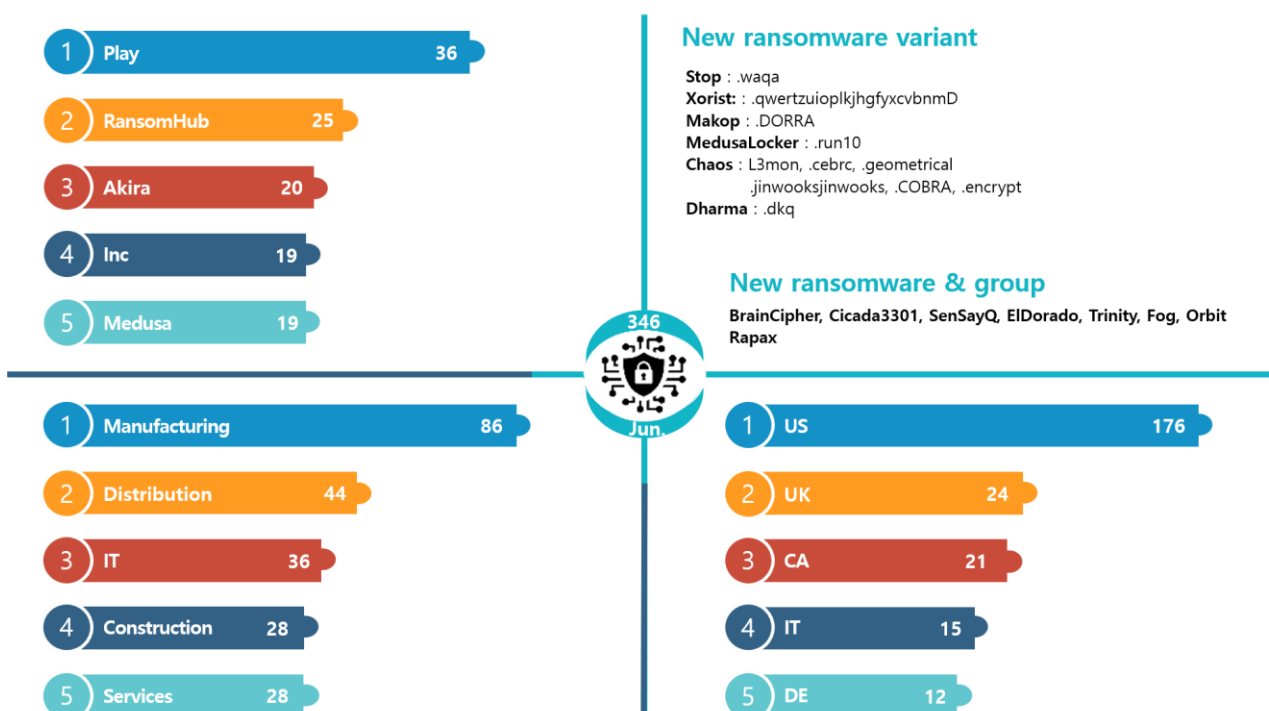 1 Play 36
2 RansomHub 25
3 Akira 20
4 Inc 19
5 Medusa 19
New ransomware variant
Stop : .waqa
Xorist: : .qwertzuioplkjhgfyxcvbnmD
Makop : .DORRA
MedusaLocker : .run10
Chaos : L3mon, .cebrc, .geometrical
.jinwooksjinwooks, .COBRA, .encrypt
Dharma : .dkq
New ransomware & group
BrainCipher, Cicada3301, SenSayQ, ElDorado, Trinity, Fog, Orbit
Rapax
346
Jun.
1 Manufacturing 86
2 Distribution 44
3 IT 36
4 Construction 28
5 Services 28
1 US 176
2 UK 24
3 CA 21
4 IT 15
5 DE 12